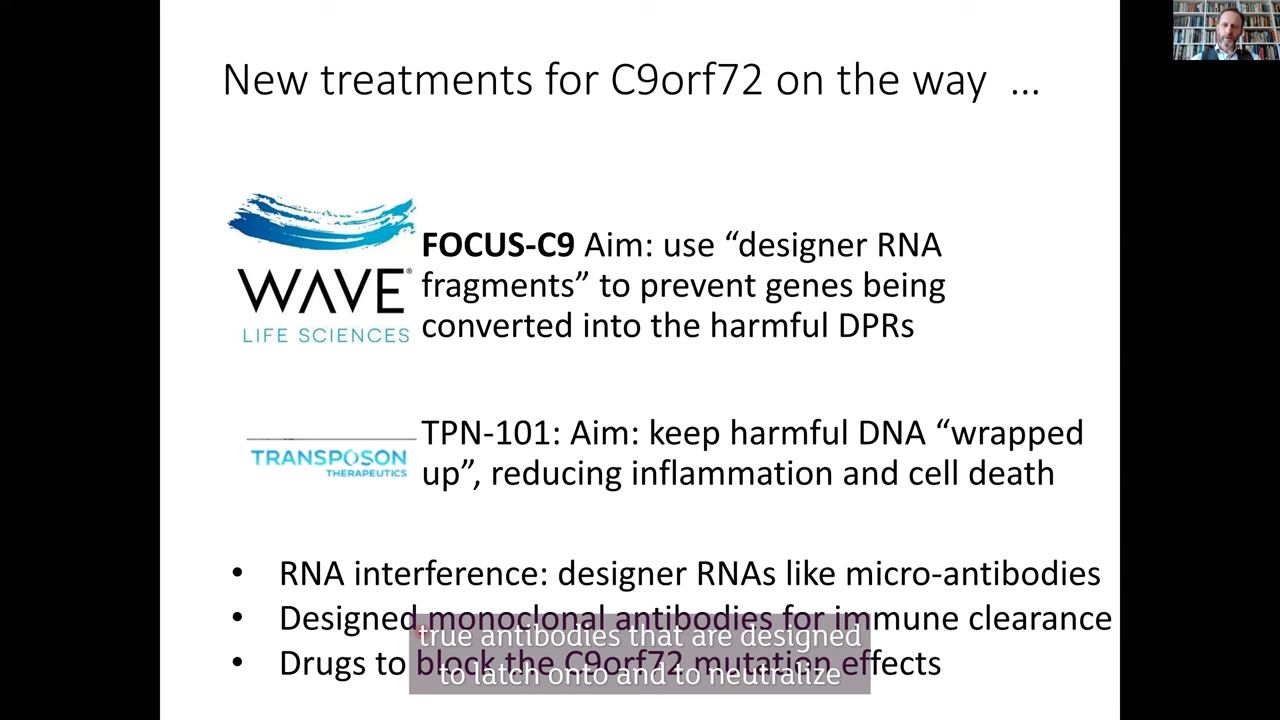 New treatments for C9orf72 on the way ...
WAVE®
LIFE SCIENCES
FOCUS-C9 Aim: use “designer RNA
fragments” to prevent genes being
converted into the harmful DPRs
TRANSPOSON
THERAPEUTICS
TPN-101: Aim: keep harmful DNA “wrapped
up”, reducing inflammation and cell death
• RNA interference: designer RNAs like micro-antibodies
• Designed monoclonal antibodies for immune clearance
• Drugs to block the C9orf72 mutation effects
true antibodies that are designed
to latch onto and to neutralize